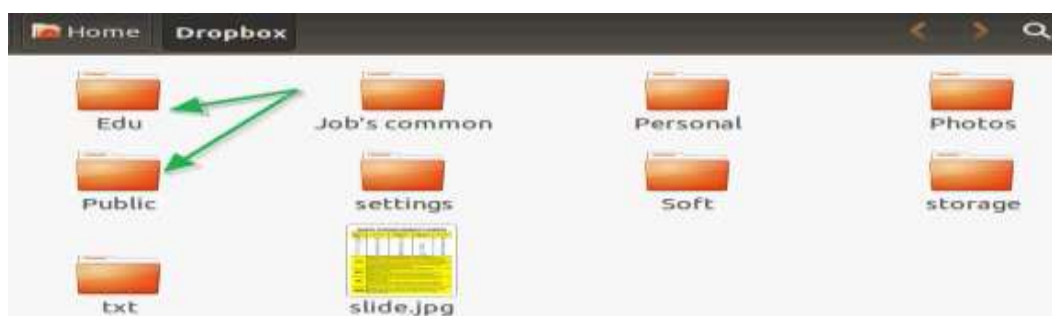 Home Dropbox
Edu Job's common Personal Photos
Public settings Soft storage
txt slide.jpg